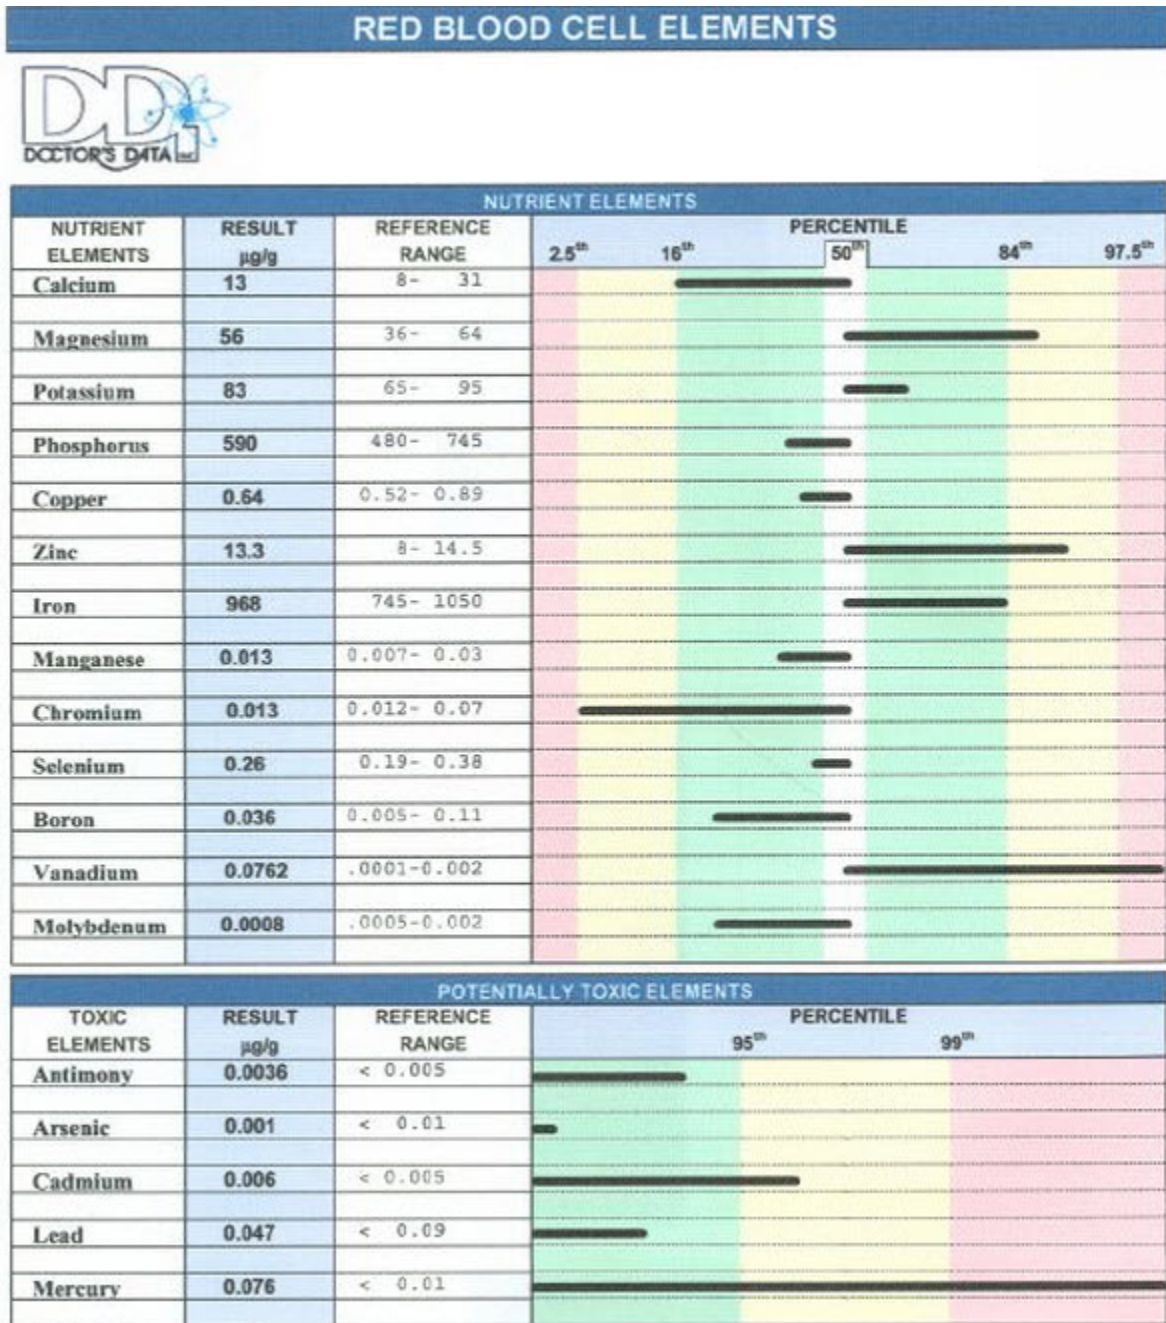 RED BLOOD CELL ELEMENTS
DD
DOCTOR'S DATA INC
NUTRIENT ELEMENTS
NUTRIENT ELEMENTS RESULT µg/g REFERENCE RANGE PERCENTILE
2.5th 16th 50th 84th 97.5th
Calcium 13 8- 31
Magnesium 56 36- 64
Potassium 83 65- 95
Phosphorus 590 480- 745
Copper 0.64 0.52- 0.89
Zinc 13.3 8- 14.5
Iron 968 745- 1050
Manganese 0.013 0.007- 0.03
Chromium 0.013 0.012- 0.07
Selenium 0.26 0.19- 0.38
Boron 0.036 0.005- 0.11
Vanadium 0.0762 .0001-0.002
Molybdenum 0.0008 .0005-0.002
POTENTIALLY TOXIC ELEMENTS
TOXIC ELEMENTS RESULT µg/g REFERENCE RANGE PERCENTILE
95th 99th
Antimony 0.0036 < 0.005
Arsenic 0.001 < 0.01
Cadmium 0.006 < 0.005
Lead 0.047 < 0.09
Mercury 0.076 < 0.01